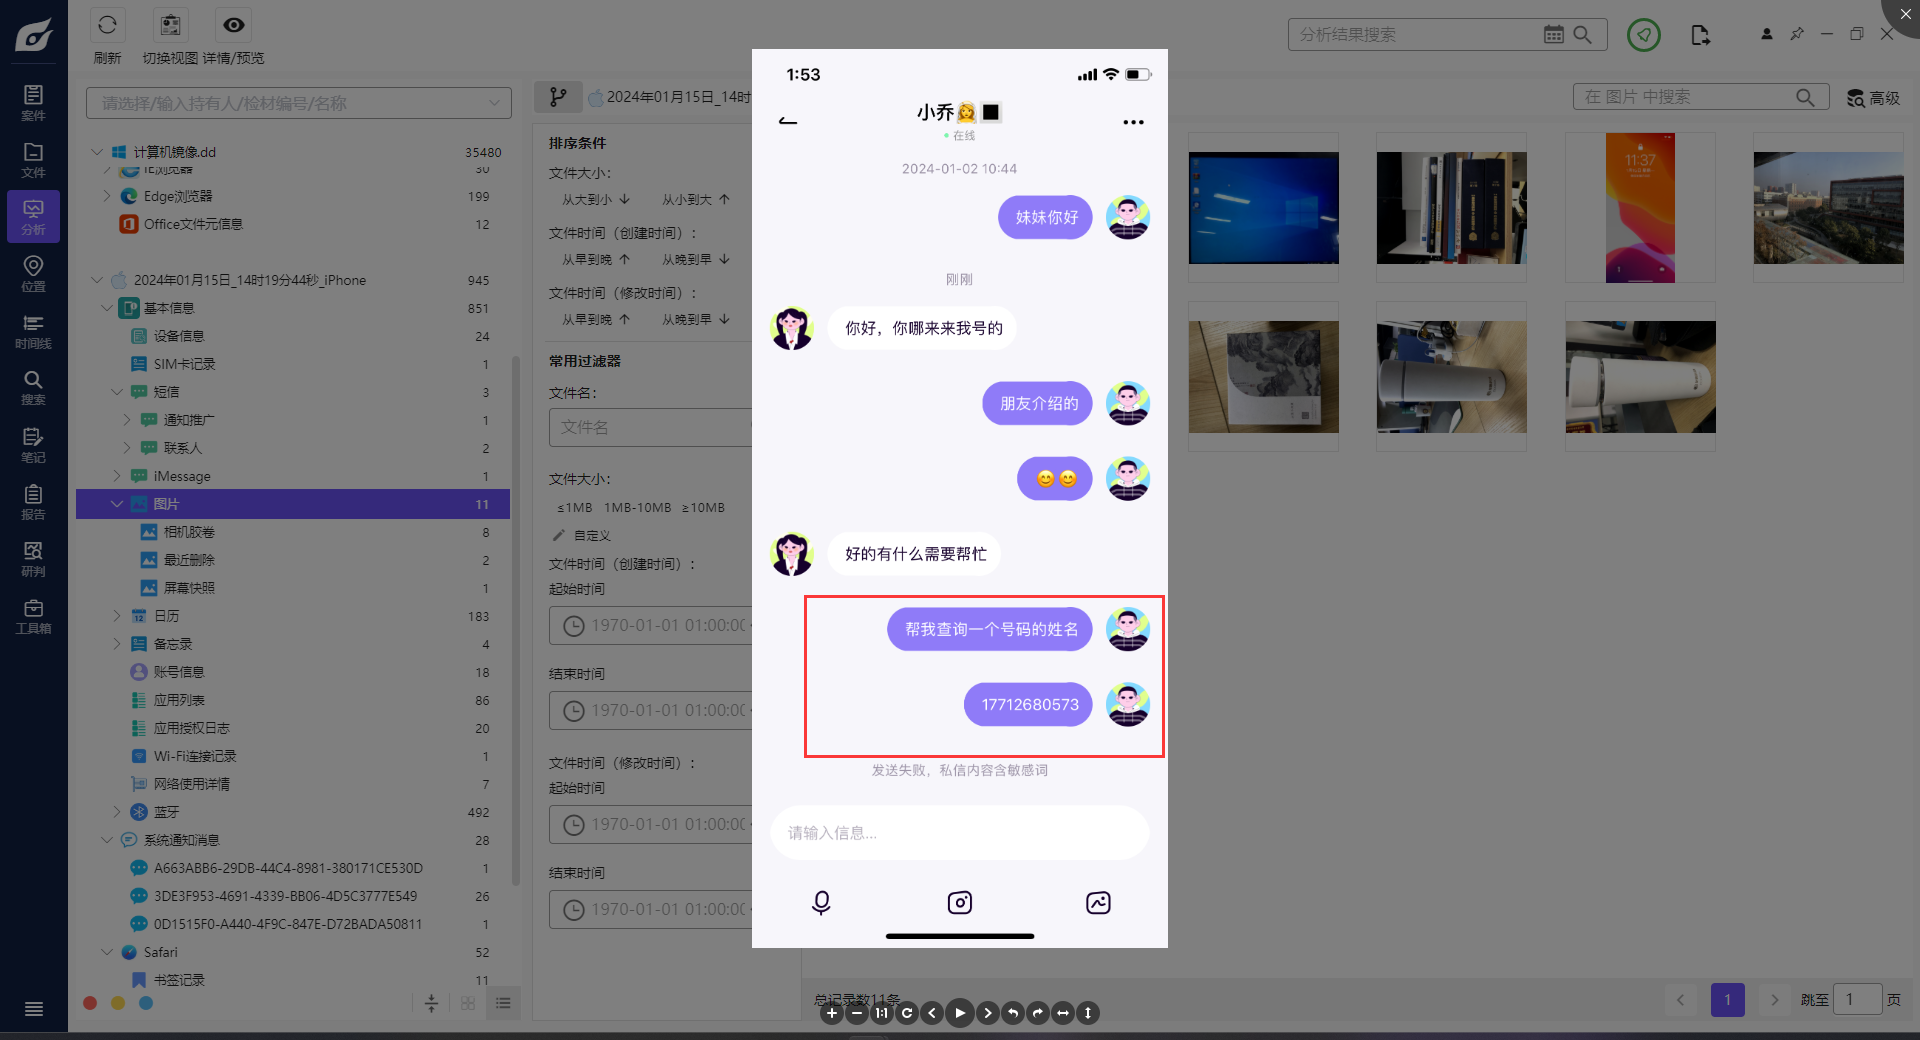 刷新
切换视图
详情/预览
分析结果搜索
案件
文件
分析
位置
时间线
搜索
笔记
报告
研判
工具箱
请选择/输入持有人/检材编号/名称
计算机镜像.dd 35480
IE浏览器 30
Edge浏览器 199
Office文件元信息 12
2024年01月15日_14时19分44秒_iPhone 945
基本信息 851
设备信息 24
SIM卡记录 1
短信 3
通知推广 1
联系人 2
iMessage 1
图片 11
相机胶卷 8
最近删除 2
屏幕快照 1
日历 183
备忘录 4
账号信息 18
应用列表 86
应用授权日志 20
Wi-Fi连接记录 1
网络使用详情 7
蓝牙 492
系统通知消息 28
A663ABB6-29DB-44C4-8981-380171CE530D 1
3DE3F953-4691-4339-BB06-4D5C3777E549 26
0D1515F0-A440-4F9C-847E-D72BADA50811 1
Safari 52
书签记录 11
2024年01月15日_14时
排序条件
文件大小：
从大到小 ↓ 从小到大 ↑
文件时间（创建时间）：
从早到晚 ↑ 从晚到早 ↓
文件时间（修改时间）：
从早到晚 ↑ 从晚到早 ↓
常用过滤器
文件名：
文件名
文件大小：
≤1MB 1MB-10MB ≥10MB
自定义
文件时间（创建时间）：
起始时间
1970-01-01 01:00:00
结束时间
1970-01-01 01:00:00
文件时间（修改时间）：
起始时间
1970-01-01 01:00:00
结束时间
1970-01-01 01:00:00
1:53
小乔
在线
2024-01-02 10:44
妹妹你好
刚刚
你好，你哪来来我号的
朋友介绍的
😊😊
好的有什么需要帮忙
帮我查询一个号码的姓名
17712680573
发送失败，私信内容含敏感词
请输入信息...
在 图片 中搜索
高级
11:37
总记录数11条
1:1
1
跳至 1 页